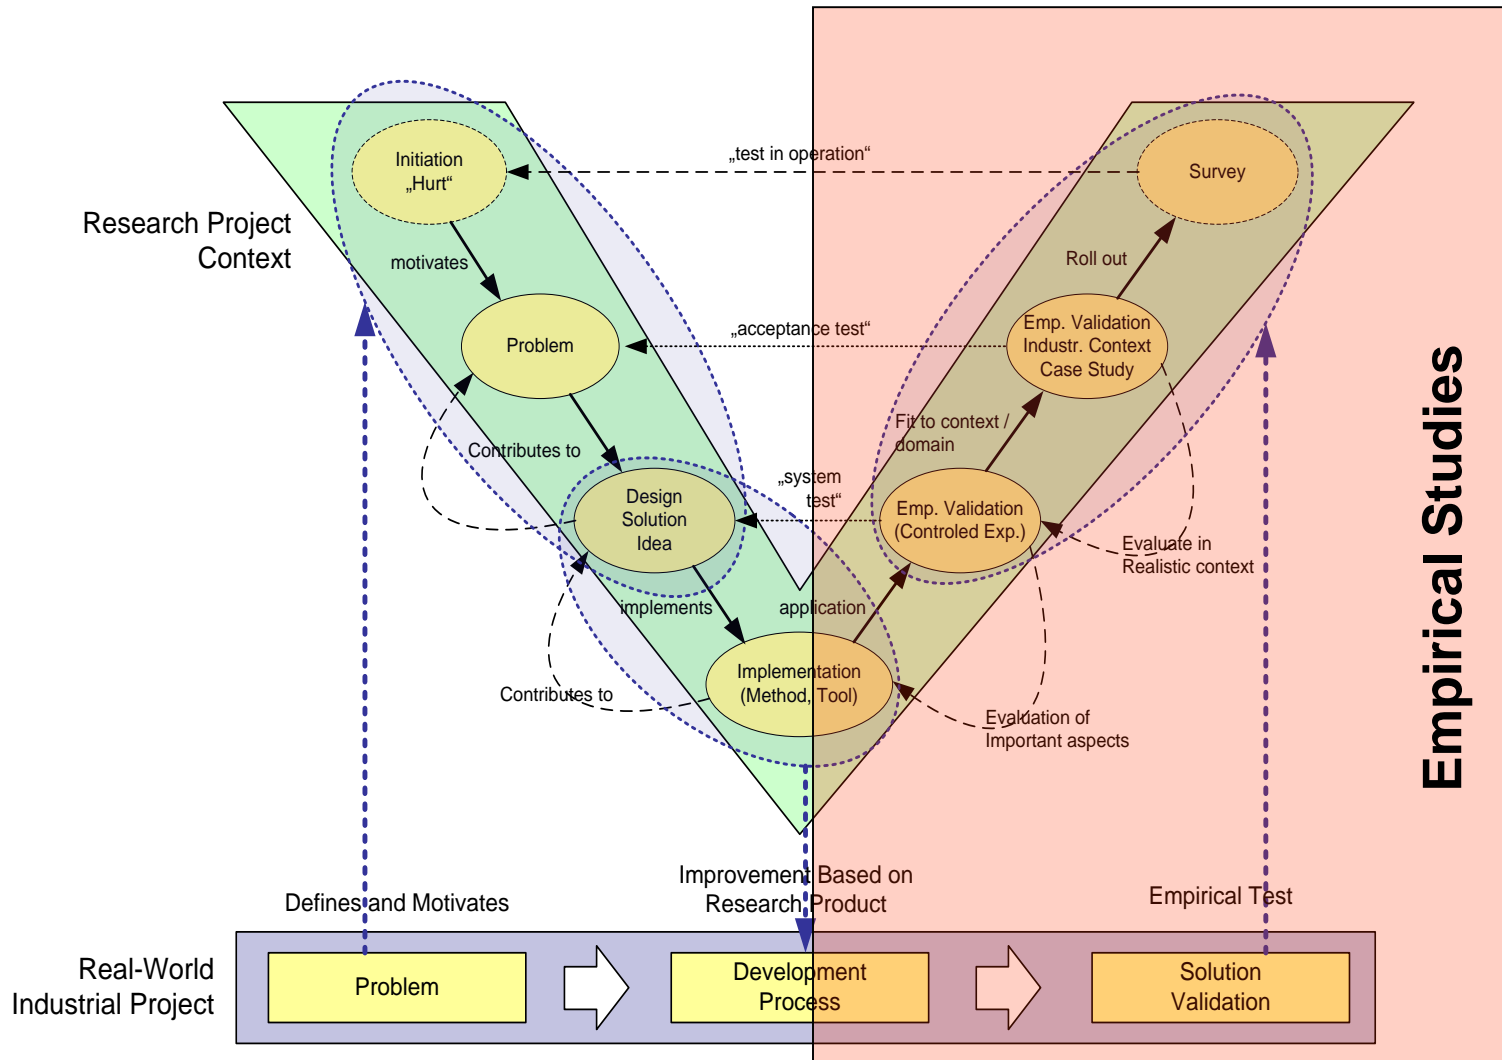 Initiation
„Hurt“
„test in operation“
Survey
Research Project
Context
motivates
Roll out
Problem
„acceptance test“
Emp. Validation
Industr. Context
Case Study
Contributes to
Fit to context /
domain
„system
test“
Design
Solution
Idea
Emp. Validation
(Controled Exp.)
Evaluate in
Realistic context
implements
application
Implementation
(Method, Tool)
Contributes to
Evaluation of
Important aspects
Empirical Studies
Defines and Motivates
Improvement Based on
Research Product
Empirical Test
Real-World
Industrial Project
Problem
Development
Process
Solution
Validation